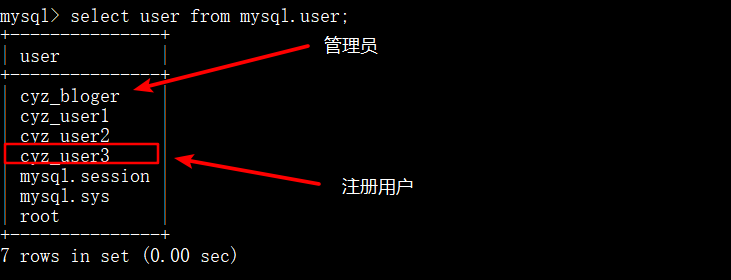 mysql> select user from mysql.user;
+---------------+
| user          |
+---------------+
| cyz_bloger    |
| cyz_user1     |
| cyz_user2     |
| cyz_user3     |
| mysql.session |
| mysql.sys     |
| root          |
+---------------+
7 rows in set (0.00 sec)
管理员
注册用户